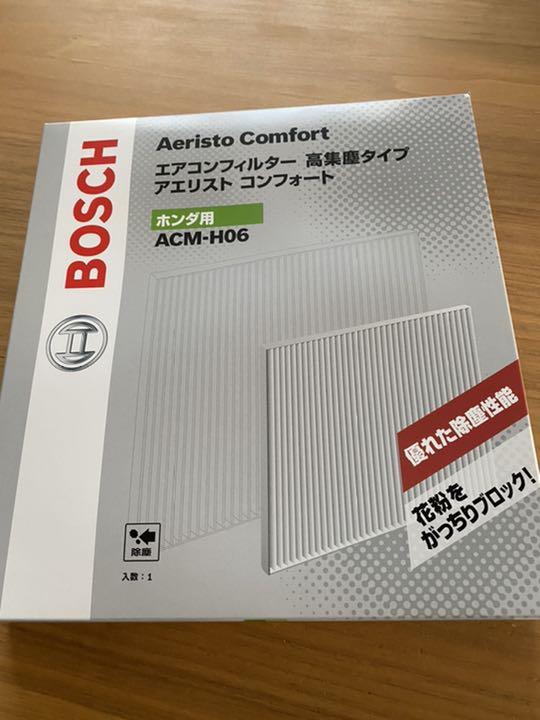 BOSCH
Aeristo Comfort
エアコンフィルター 高集塵タイプ
アエリスト コンフォート
ホンダ用
ACM-H06
優れた除塵性能
花粉を
がっちりブロック!
除塵
入数:1